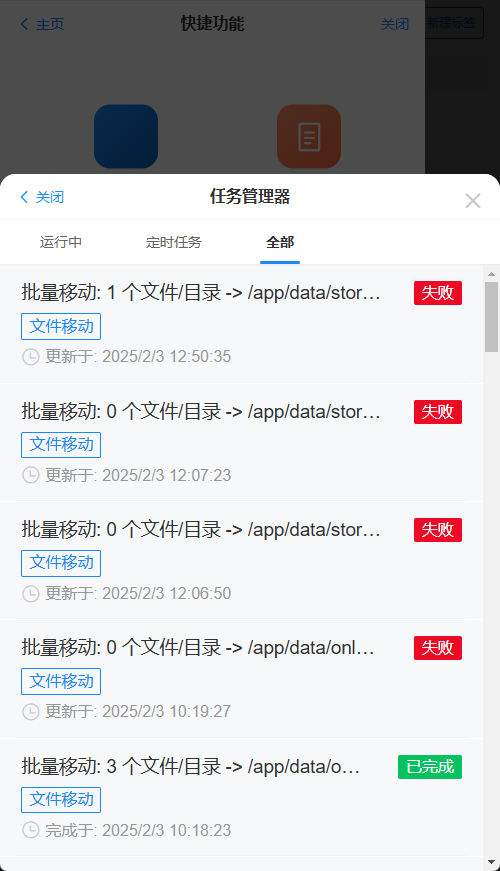 主页 快捷功能 关闭 新建标签
关闭 任务管理器
运行中 定时任务 全部
批量移动: 1 个文件/目录 -> /app/data/stor… 失败
文件移动
更新于: 2025/2/3 12:50:35
批量移动: 0 个文件/目录 -> /app/data/stor… 失败
文件移动
更新于: 2025/2/3 12:07:23
批量移动: 0 个文件/目录 -> /app/data/stor… 失败
文件移动
更新于: 2025/2/3 12:06:50
批量移动: 0 个文件/目录 -> /app/data/onl… 失败
文件移动
更新于: 2025/2/3 10:19:27
批量移动: 3 个文件/目录 -> /app/data/o… 已完成
文件移动
完成于: 2025/2/3 10:18:23